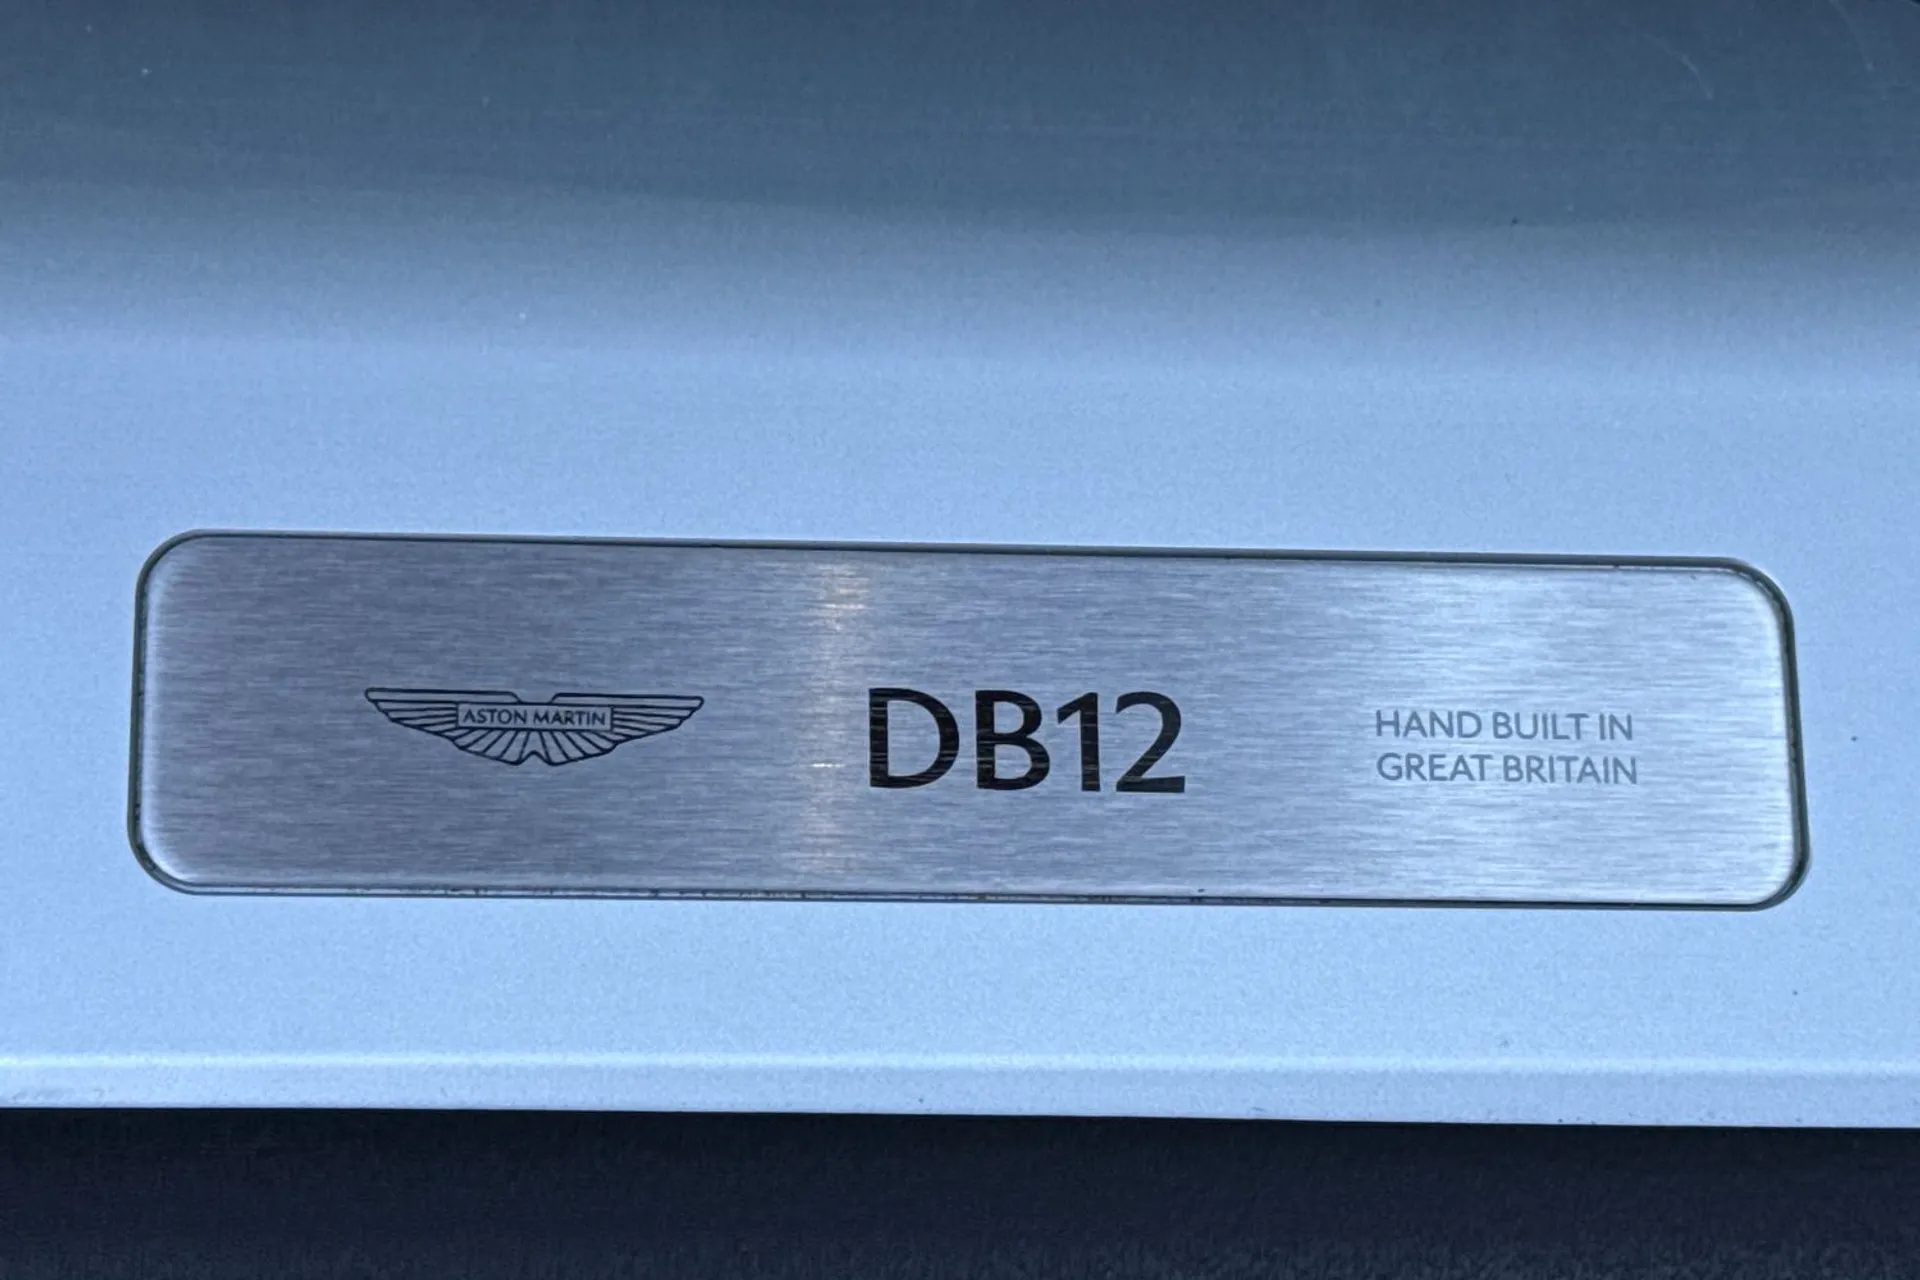 ASTON MARTIN
DB12
HAND BUILT IN
GREAT BRITAIN